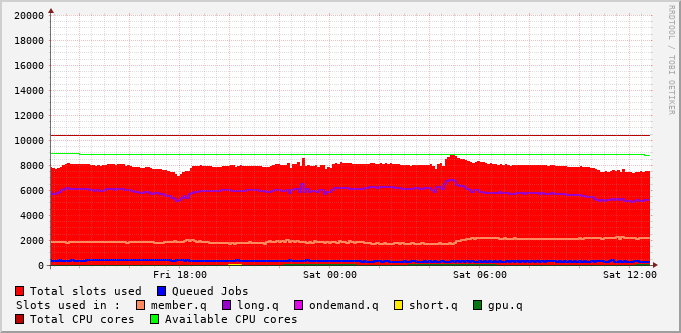 RRDTOOL / TOBI OETIKER
20000
18000
16000
14000
12000
10000
8000
6000
4000
2000
0
Fri 18:00 Sat 00:00 Sat 06:00 Sat 12:00
Total slots used Queued Jobs
Slots used in : member.q long.q ondemand.q short.q gpu.q
Total CPU cores Available CPU cores